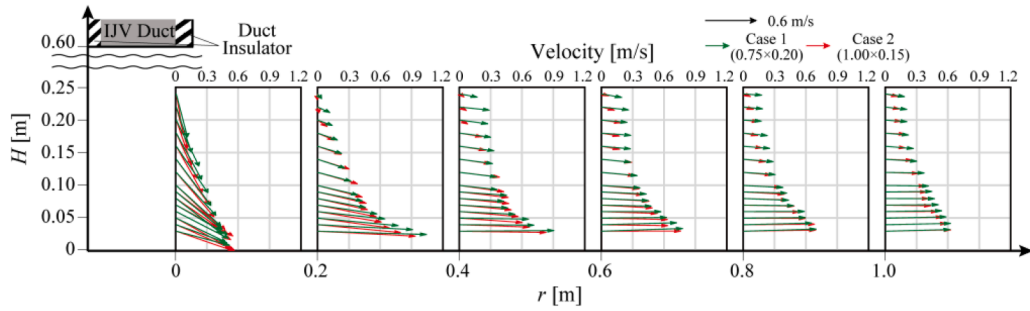 IJV Duct
Duct
Insulator
0.6 m/s
Case 1
(0.75×0.20)
Case 2
(1.00×0.15)
Velocity [m/s]
0 0.3 0.6 0.9 1.2 0 0.3 0.6 0.9 1.2 0 0.3 0.6 0.9 1.2 0 0.3 0.6 0.9 1.2 0 0.3 0.6 0.9 1.2 0 0.3 0.6 0.9 1.2
H [m]
0.60
0.25
0.20
0.15
0.10
0.05
0
0 0.2 0.4 0.6 0.8 1.0
r [m]